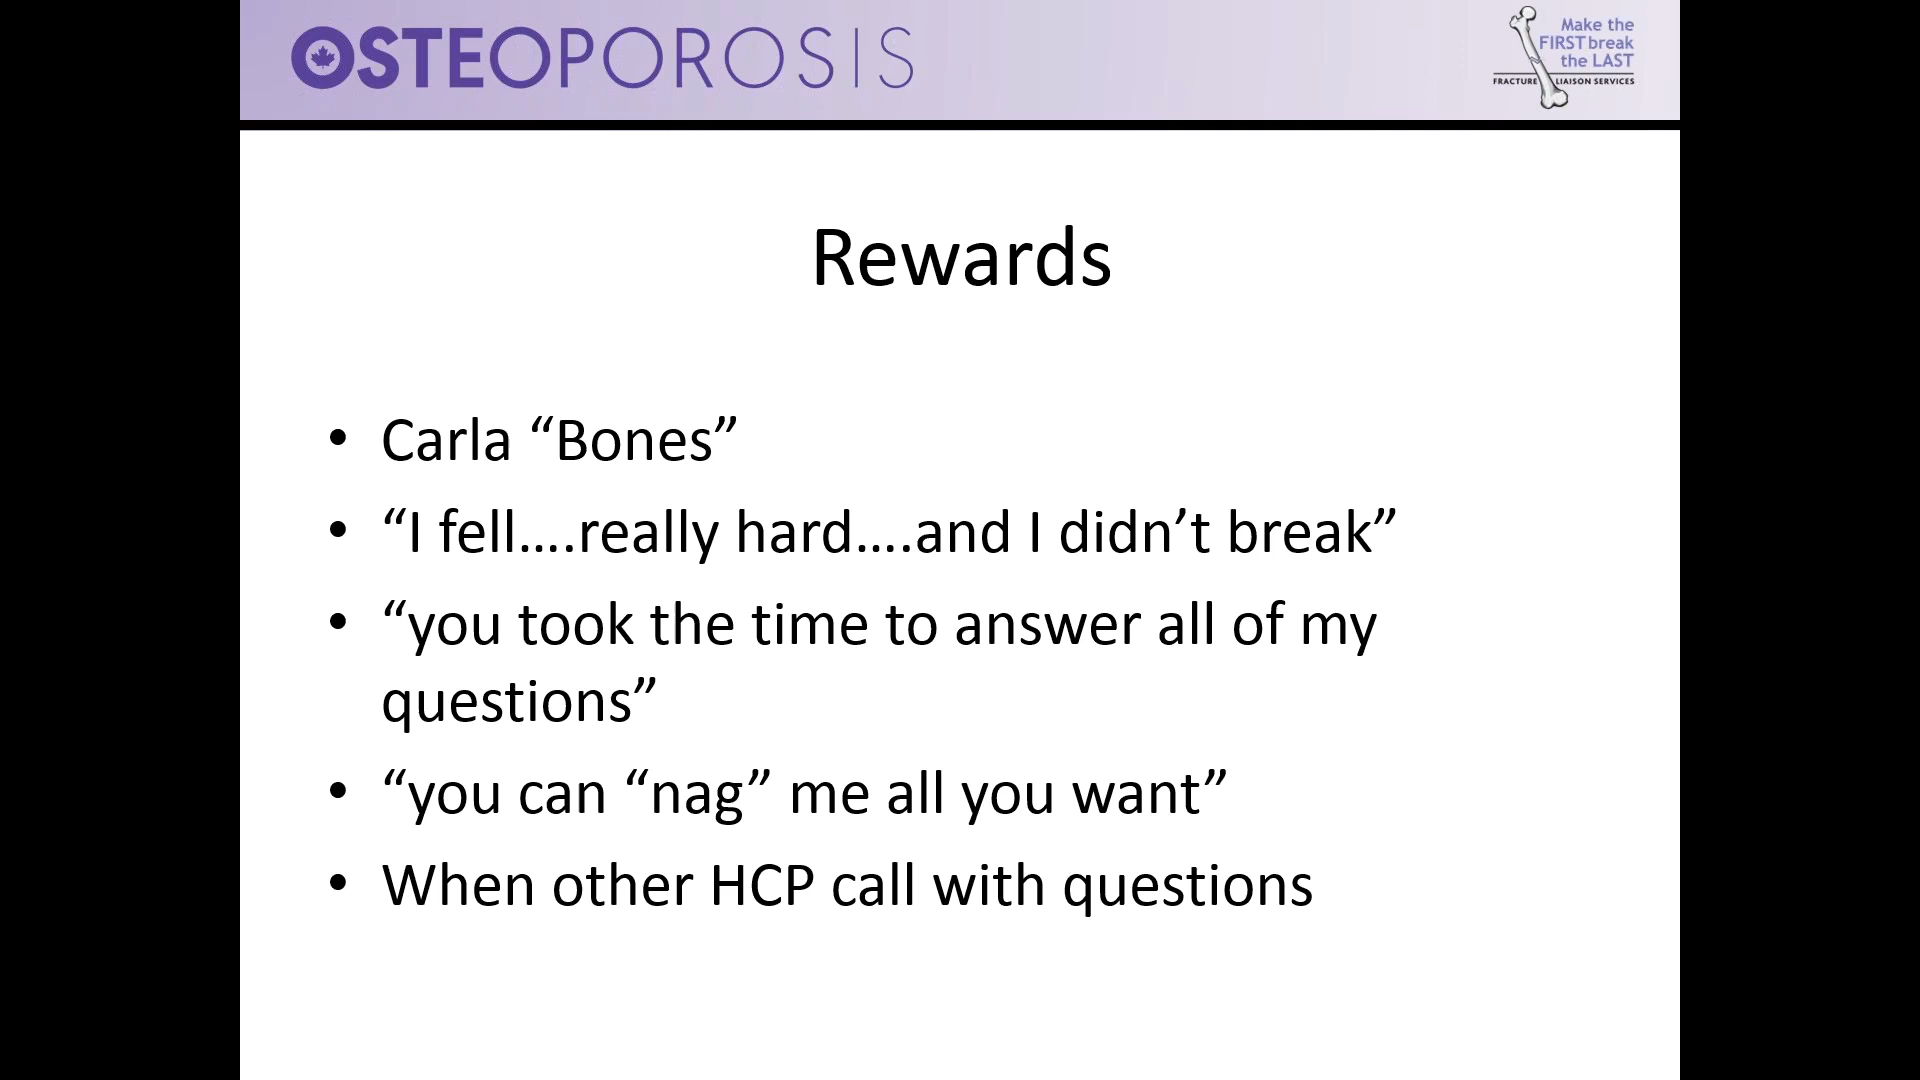 OSTEOPOROSIS
Make the
FIRST break
the LAST
FRACTURE LIAISON SERVICES
Rewards
• Carla “Bones”
• “I fell....really hard....and I didn’t break”
• “you took the time to answer all of my
questions”
• “you can “nag” me all you want”
• When other HCP call with questions